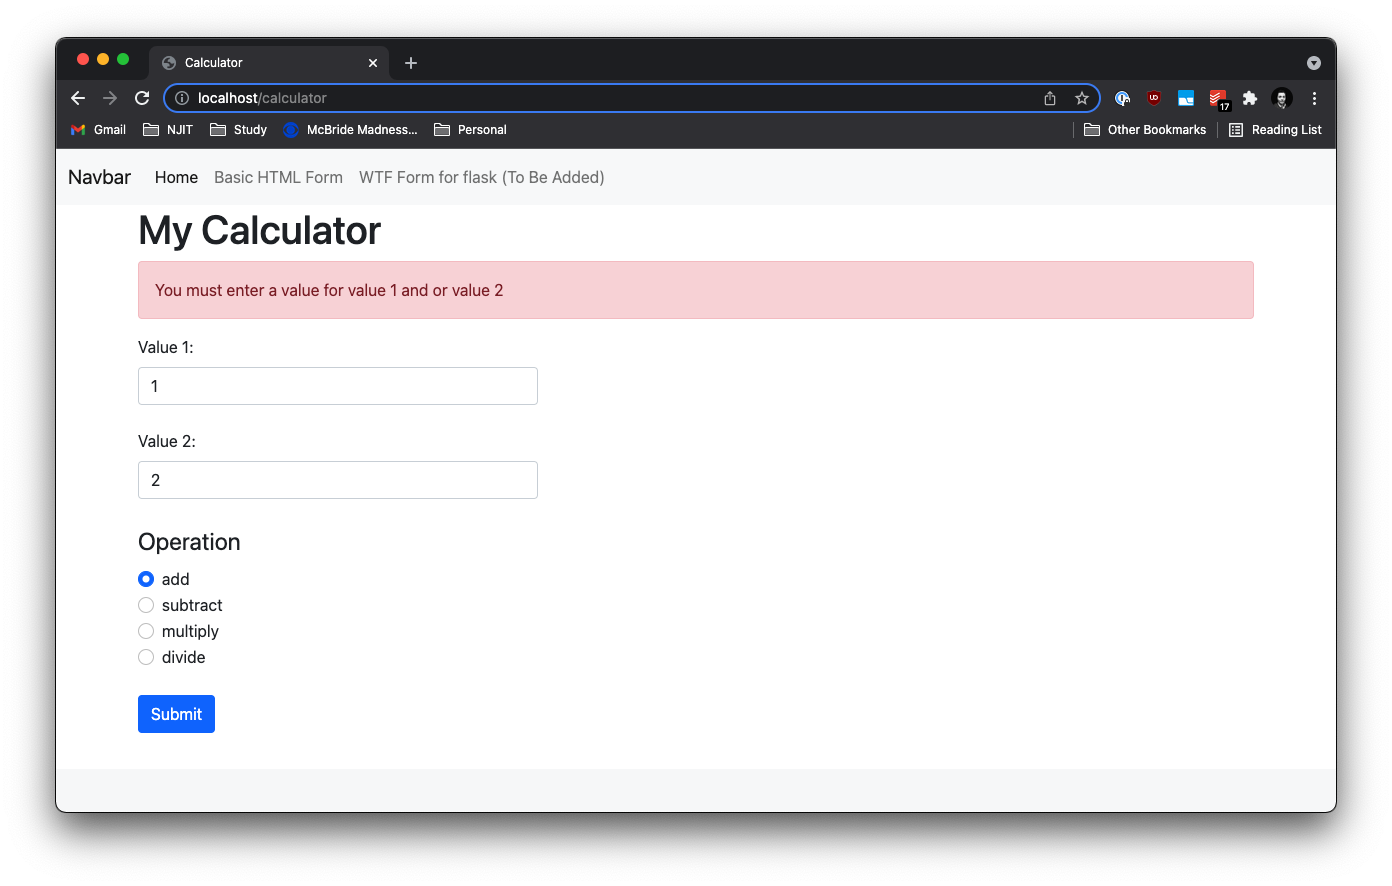 Calculator
localhost/calculator
17
Gmail NJIT Study McBride Madness... Personal Other Bookmarks Reading List
Navbar Home Basic HTML Form WTF Form for flask (To Be Added)
My Calculator
You must enter a value for value 1 and or value 2
Value 1:
1
Value 2:
2
Operation
add
subtract
multiply
divide
Submit